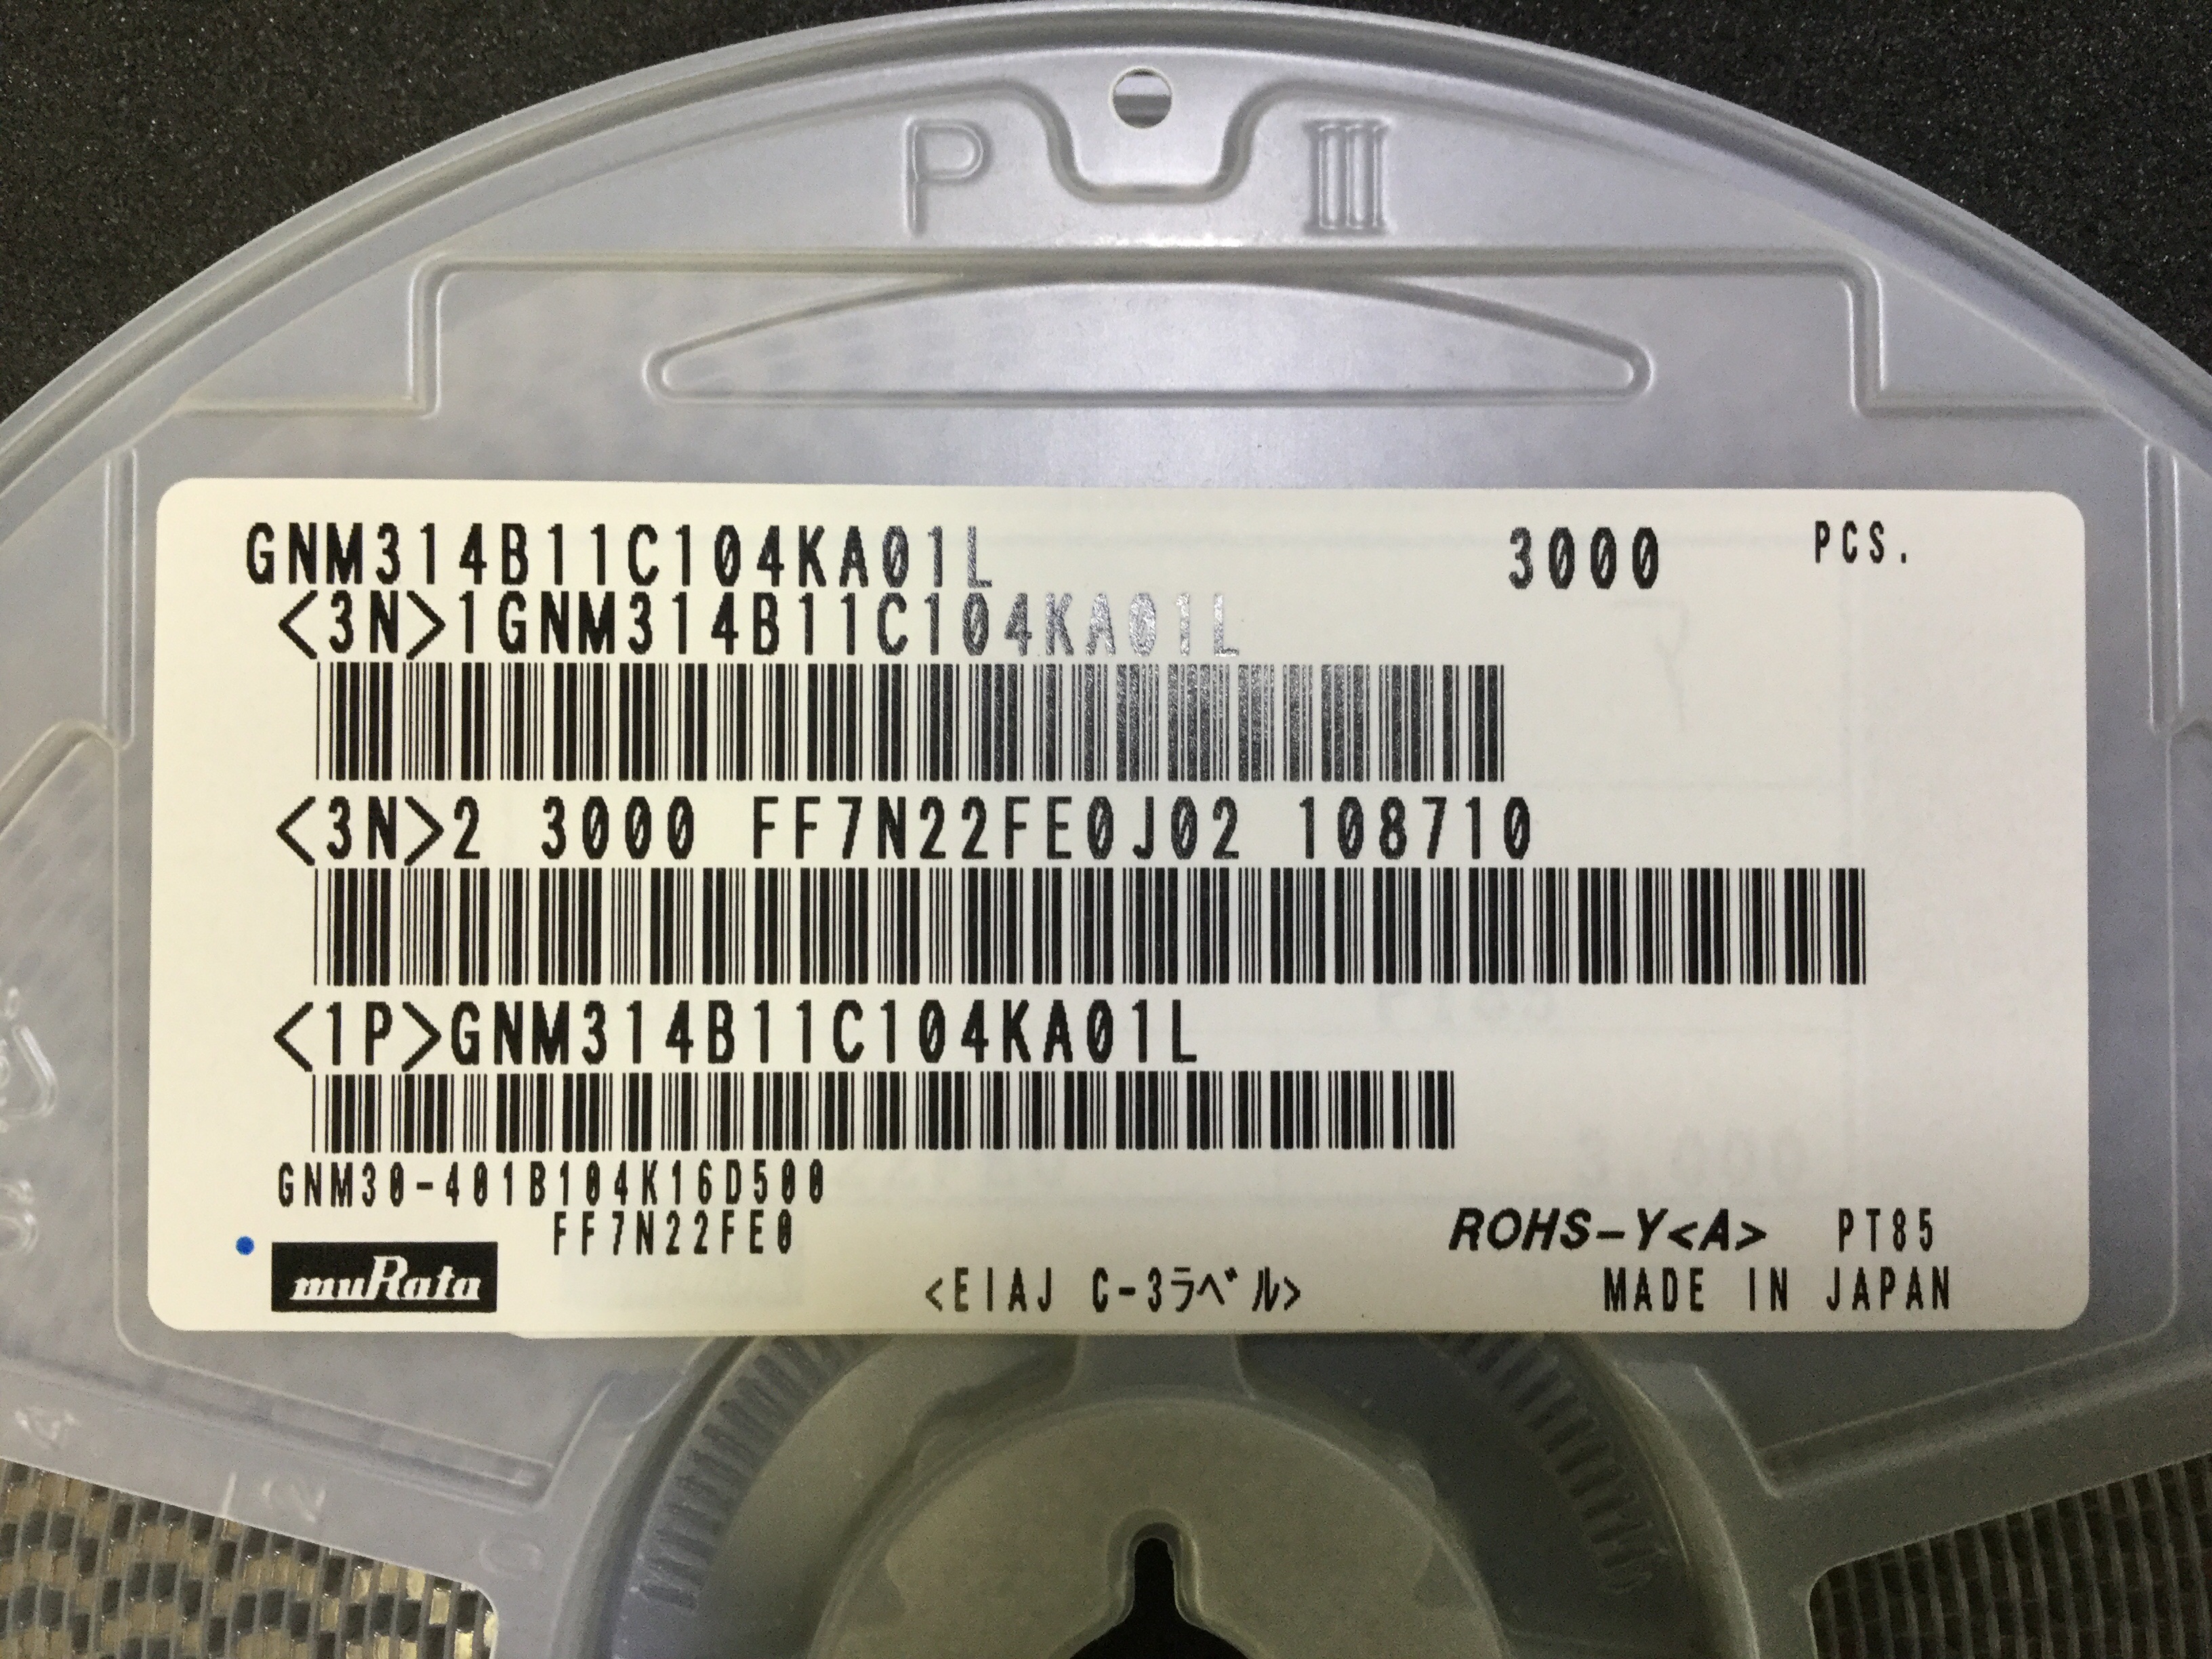 P III
GNM314B11C104KA01L 3000 PCS.
<3N>1GNM314B11C104KA01L
<3N>2 3000 FF7N22FE0J02 108710
<1P>GNM314B11C104KA01L
GNM30-401B104K16D500
FF7N22FE0
muRata
<EIAJ C-3ラベル>
ROHS-Y<A> PT85
MADE IN JAPAN